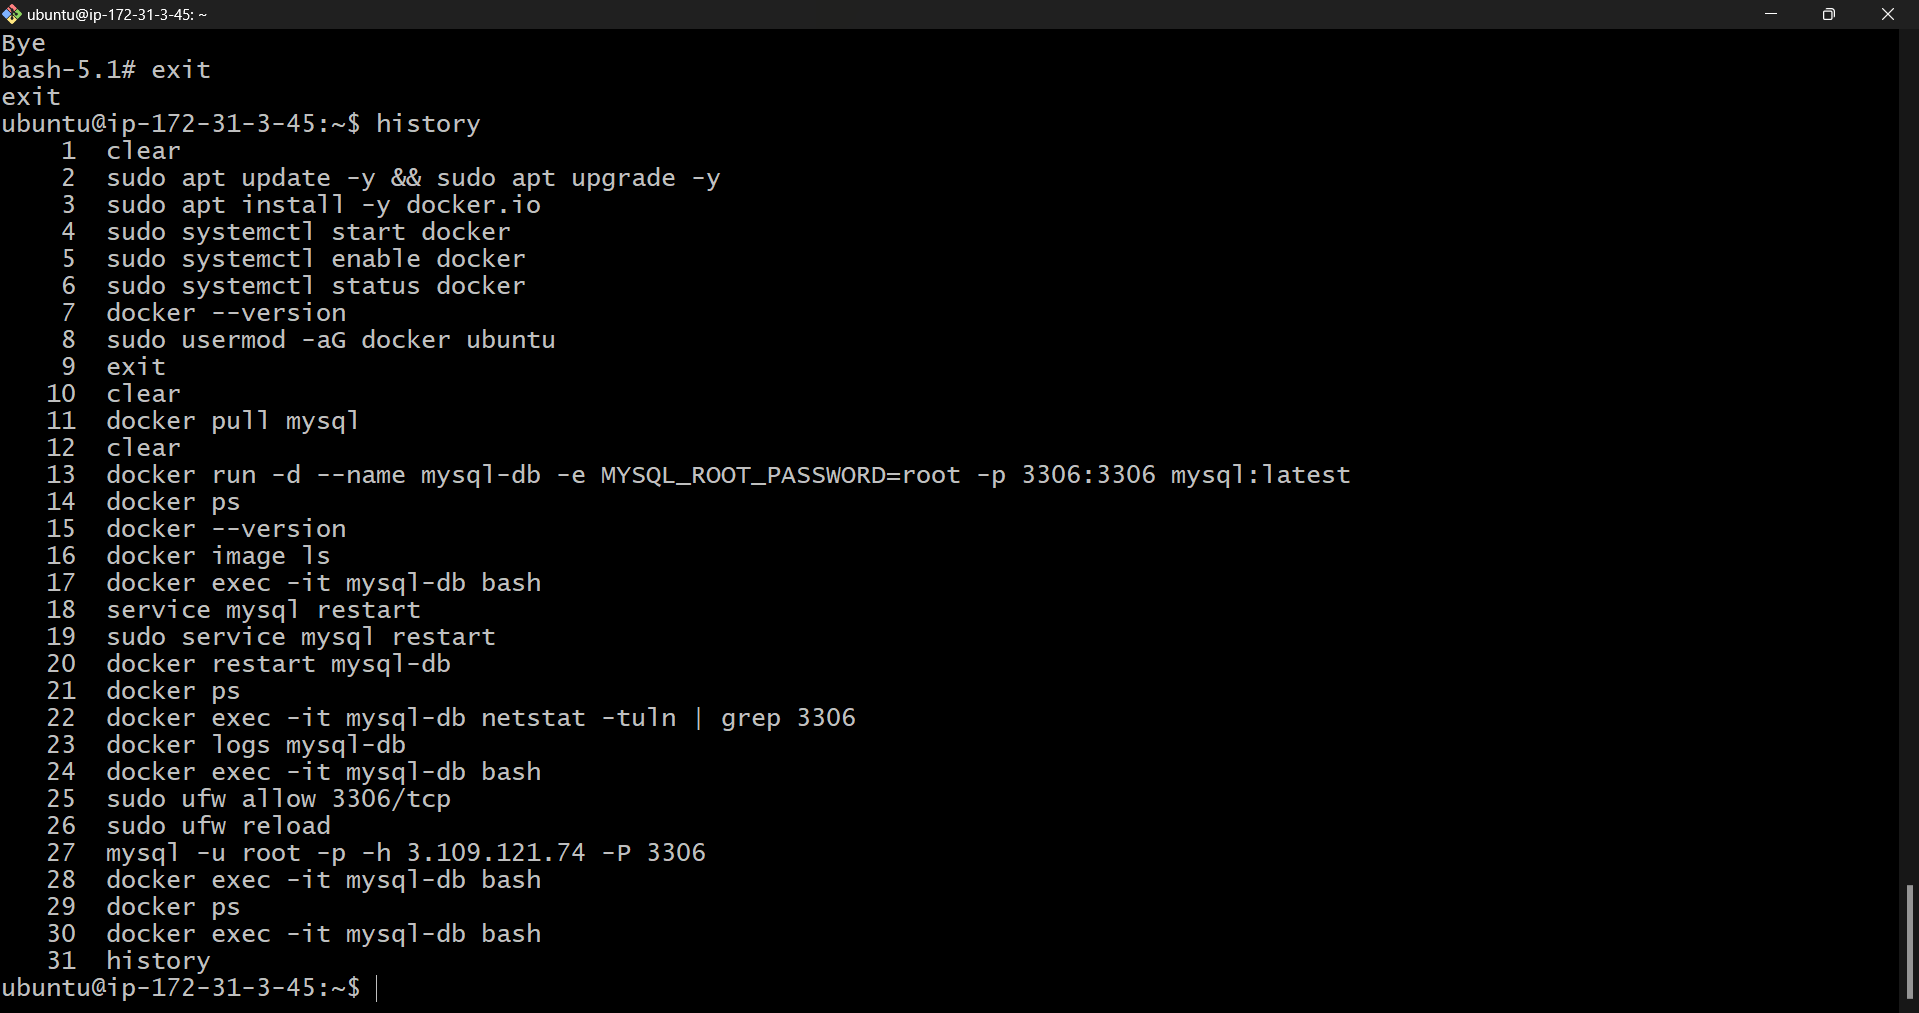 ubuntu@ip-172-31-3-45: ~
Bye
bash-5.1# exit
exit
ubuntu@ip-172-31-3-45:~$ history
1 clear
2 sudo apt update -y && sudo apt upgrade -y
3 sudo apt install -y docker.io
4 sudo systemctl start docker
5 sudo systemctl enable docker
6 sudo systemctl status docker
7 docker --version
8 sudo usermod -aG docker ubuntu
9 exit
10 clear
11 docker pull mysql
12 clear
13 docker run -d --name mysql-db -e MYSQL_ROOT_PASSWORD=root -p 3306:3306 mysql:latest
14 docker ps
15 docker --version
16 docker image ls
17 docker exec -it mysql-db bash
18 service mysql restart
19 sudo service mysql restart
20 docker restart mysql-db
21 docker ps
22 docker exec -it mysql-db netstat -tuln | grep 3306
23 docker logs mysql-db
24 docker exec -it mysql-db bash
25 sudo ufw allow 3306/tcp
26 sudo ufw reload
27 mysql -u root -p -h 3.109.121.74 -P 3306
28 docker exec -it mysql-db bash
29 docker ps
30 docker exec -it mysql-db bash
31 history
ubuntu@ip-172-31-3-45:~$